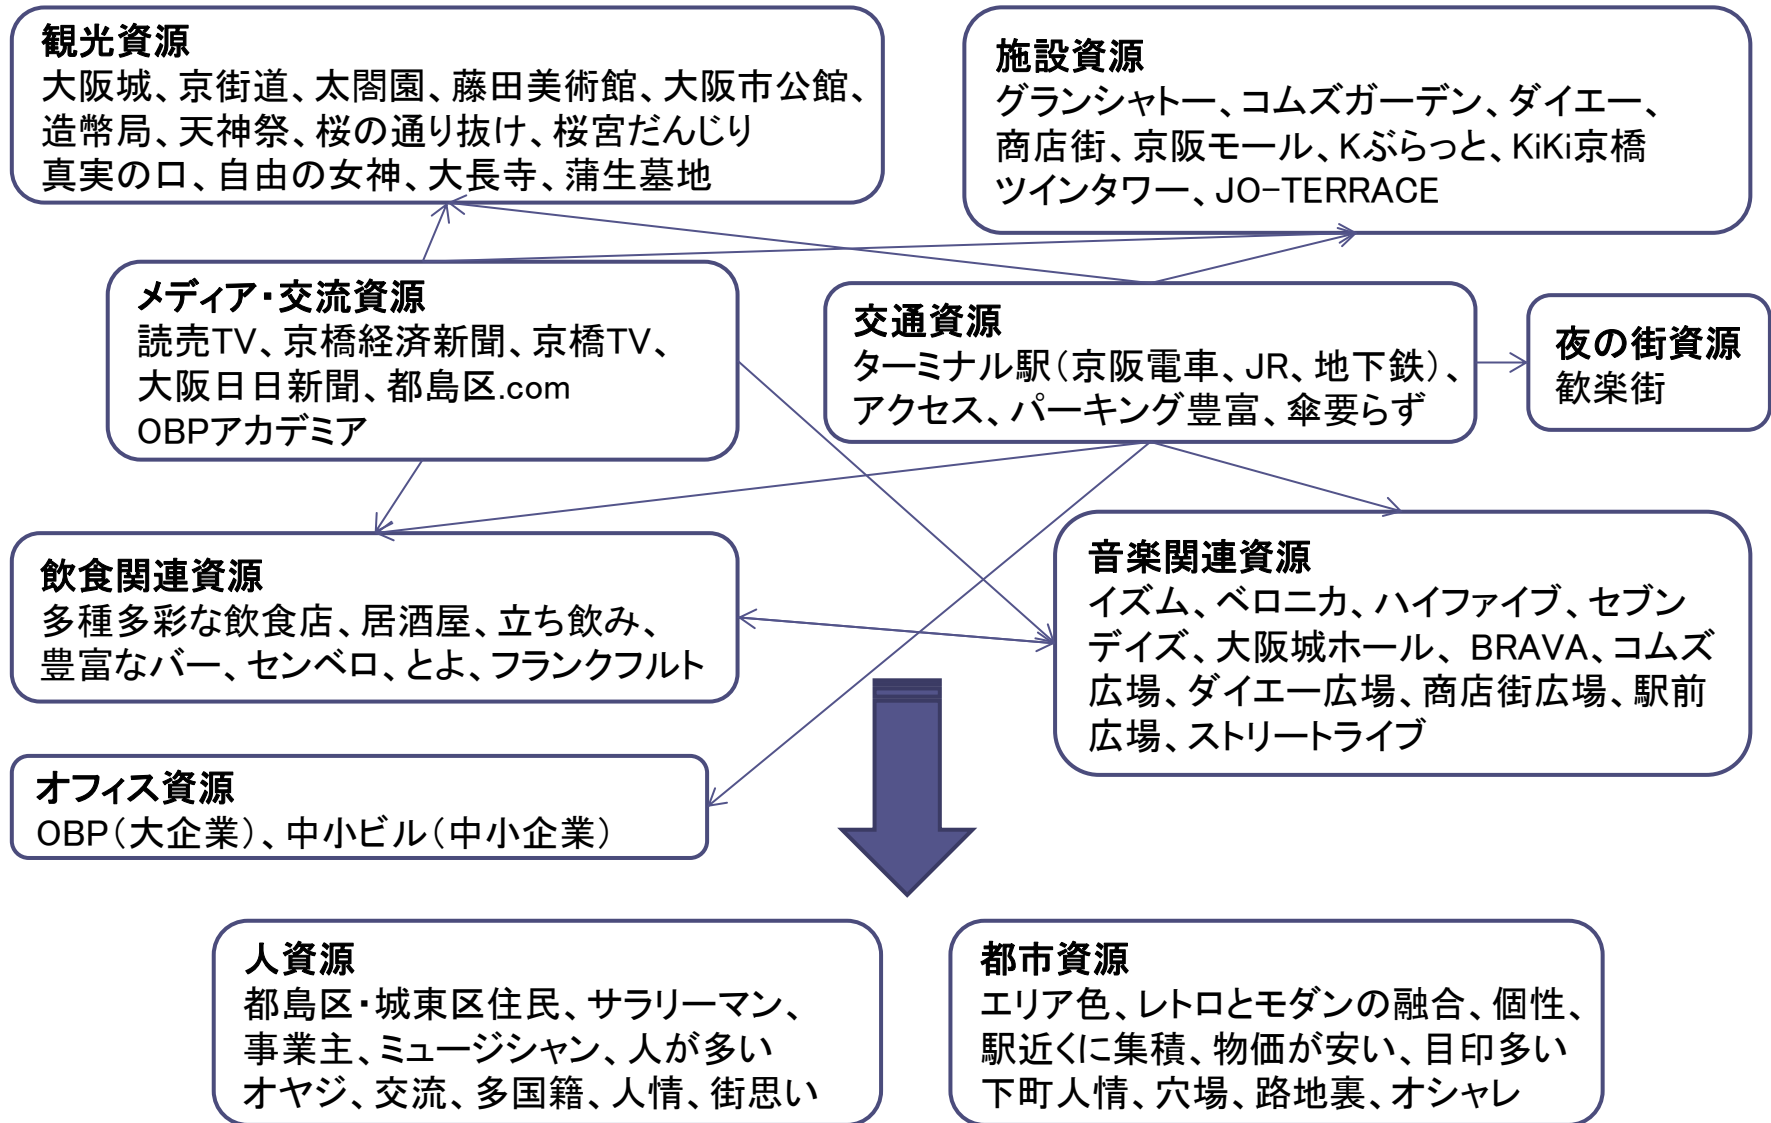 観光資源
大阪城、京街道、太閤園、藤田美術館、大阪市公館、
造幣局、天神祭、桜の通り抜け、桜宮だんじり
真実の口、自由の女神、大長寺、蒲生墓地
施設資源
グランシャトー、コムズガーデン、ダイエー、
商店街、京阪モール、Kぶらっと、KiKi京橋
ツインタワー、JO-TERRACE
メディア・交流資源
読売TV、京橋経済新聞、京橋TV、
大阪日日新聞、都島区.com
OBPアカデミア
交通資源
ターミナル駅（京阪電車、JR、地下鉄）、
アクセス、パーキング豊富、傘要らず
夜の街資源
歓楽街
飲食関連資源
多種多彩な飲食店、居酒屋、立ち飲み、
豊富なバー、センベロ、とよ、フランクフルト
音楽関連資源
イズム、ベロニカ、ハイファイブ、セブン
デイズ、大阪城ホール、BRAVA、コムズ
広場、ダイエー広場、商店街広場、駅前
広場、ストリートライブ
オフィス資源
OBP（大企業）、中小ビル（中小企業）
人資源
都島区・城東区住民、サラリーマン、
事業主、ミュージシャン、人が多い
オヤジ、交流、多国籍、人情、街思い
都市資源
エリア色、レトロとモダンの融合、個性、
駅近くに集積、物価が安い、目印多い
下町人情、穴場、路地裏、オシャレ